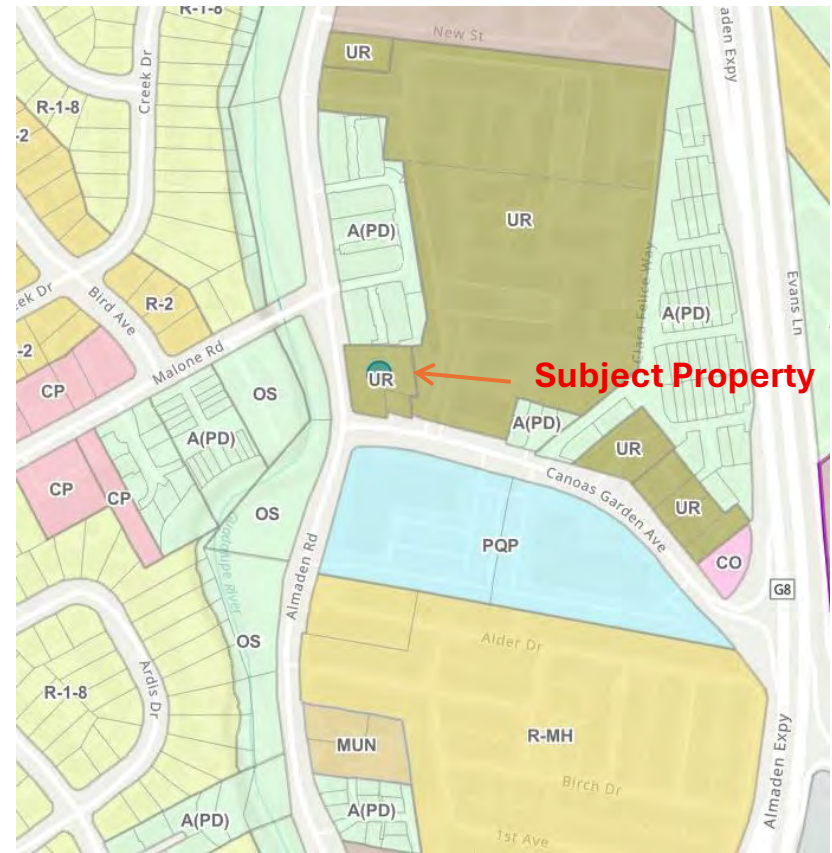 R-1-8
New St
UR
aden Expy
Creek Dr
R-1-8
-2
A(PD)
UR
Clara Felice Way
Evans Ln
ek Dr
Bird Ave
R-2
A(PD)
-2
Malone Rd
CP
OS
UR
Subject Property
A(PD)
A(PD)
UR
CP
CP
OS
Canoas Garden Ave
UR
Guadalupe River
Almaden Rd
PQP
CO
G8
OS
Alder Dr
Ardis Dr
R-1-8
MUN
R-MH
Almaden Expy
Birch Dr
A(PD)
A(PD)
1st Ave